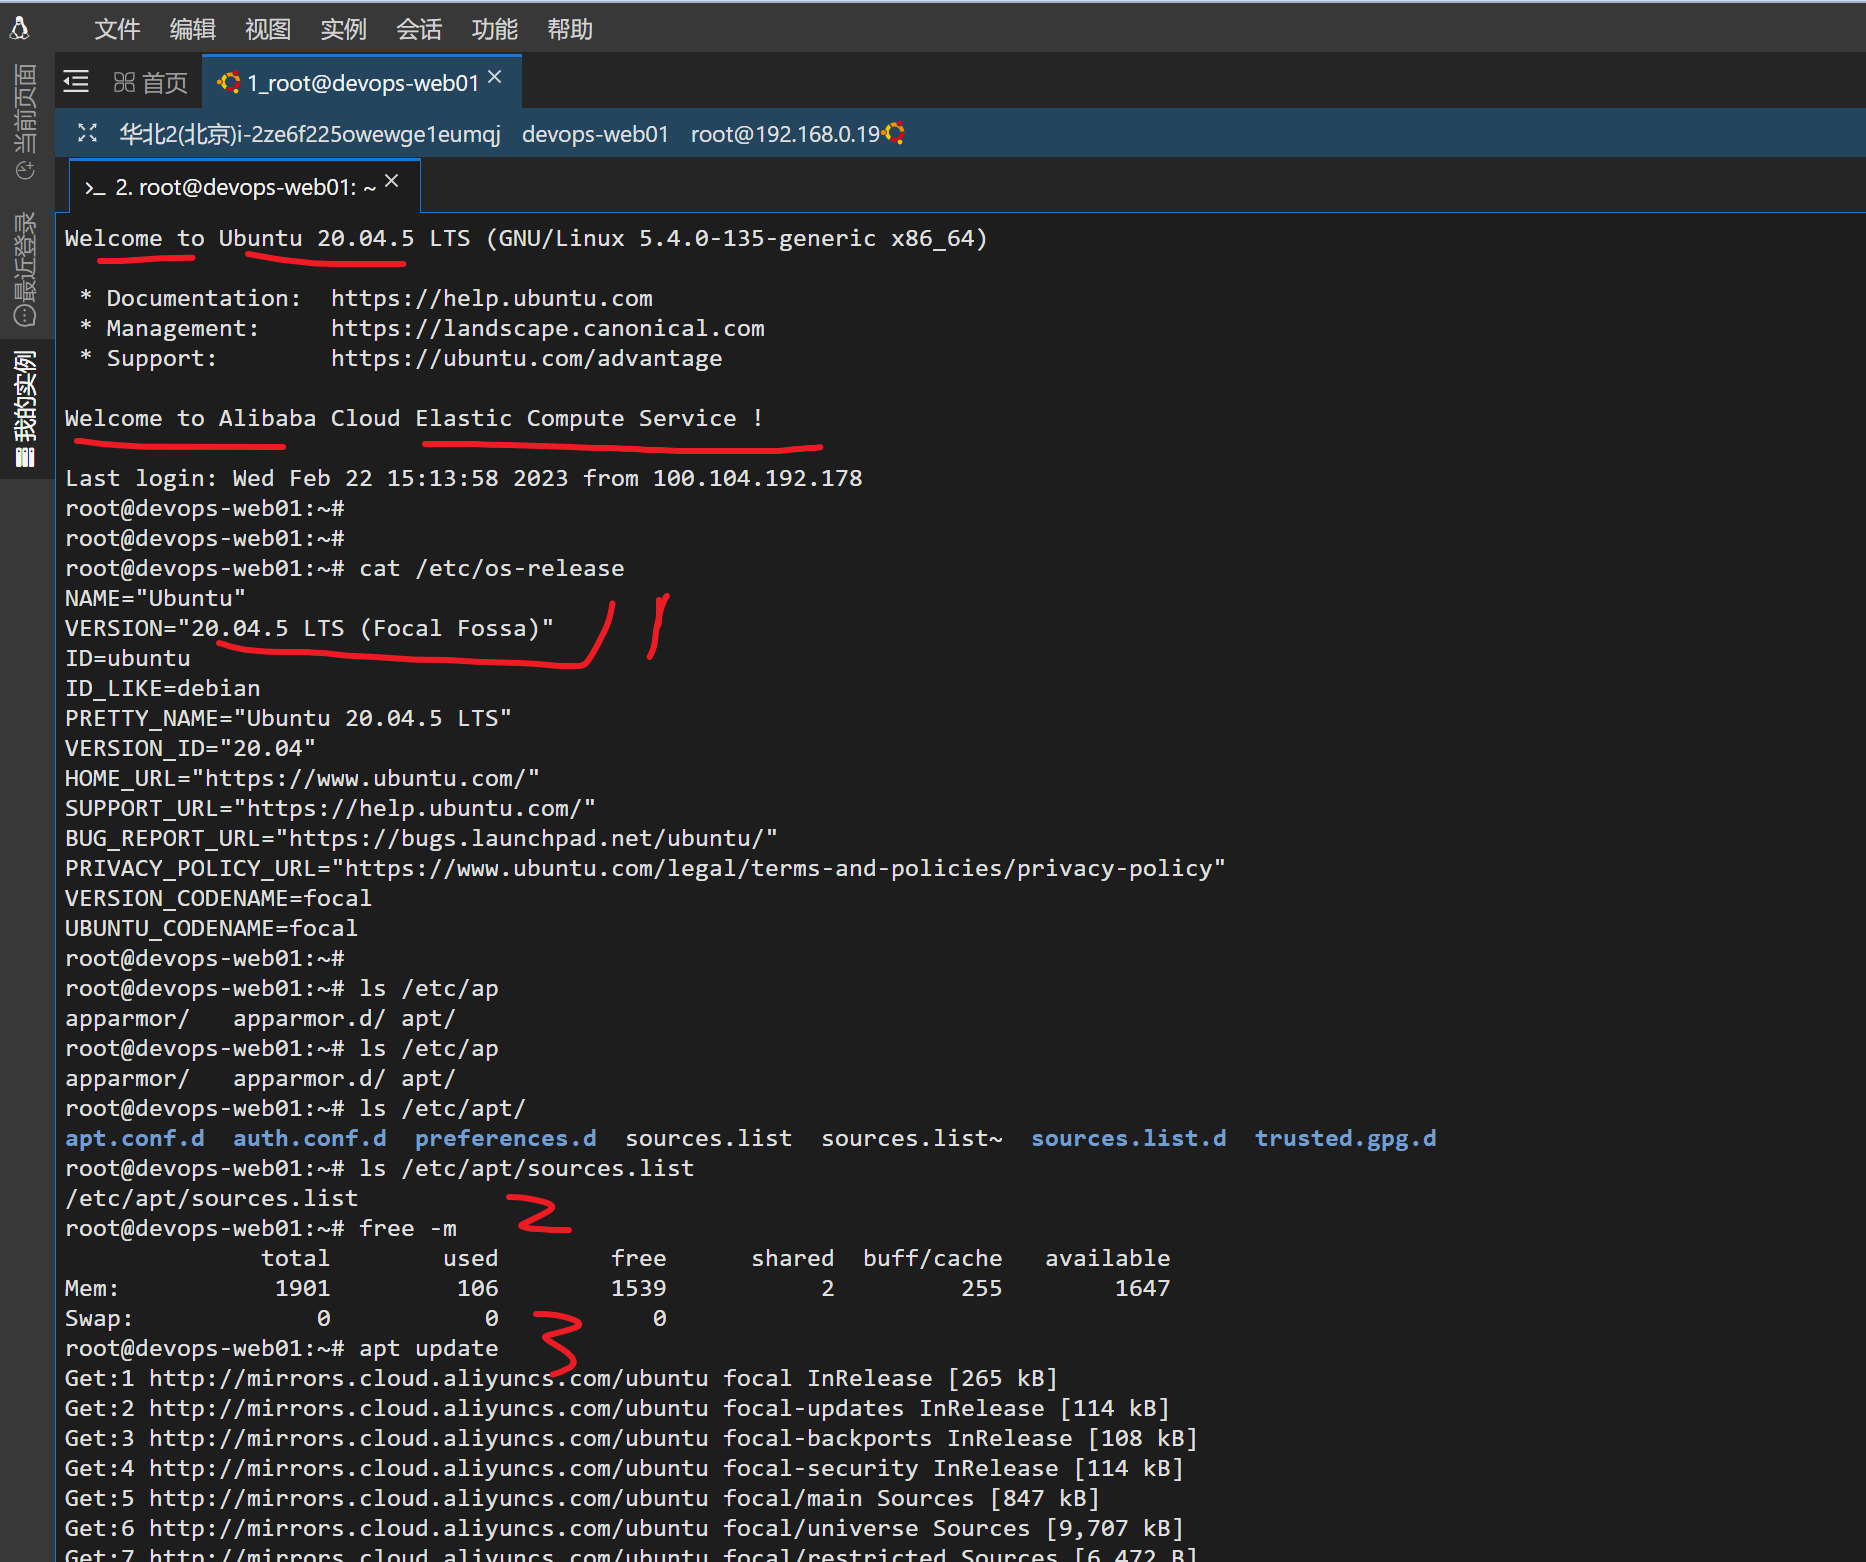 文件 编辑 视图 实例 会话 功能 帮助
首页 1_root@devops-web01
华北2(北京)i-2ze6f225owewge1eumqj devops-web01 root@192.168.0.19
当前页面
最近登录
我的实例
>_ 2. root@devops-web01: ~
Welcome to Ubuntu 20.04.5 LTS (GNU/Linux 5.4.0-135-generic x86_64)
* Documentation: https://help.ubuntu.com
* Management: https://landscape.canonical.com
* Support: https://ubuntu.com/advantage
Welcome to Alibaba Cloud Elastic Compute Service !
Last login: Wed Feb 22 15:13:58 2023 from 100.104.192.178
root@devops-web01:~#
root@devops-web01:~#
root@devops-web01:~# cat /etc/os-release
NAME="Ubuntu"
1
VERSION="20.04.5 LTS (Focal Fossa)"
ID=ubuntu
ID_LIKE=debian
PRETTY_NAME="Ubuntu 20.04.5 LTS"
VERSION_ID="20.04"
HOME_URL="https://www.ubuntu.com/"
SUPPORT_URL="https://help.ubuntu.com/"
BUG_REPORT_URL="https://bugs.launchpad.net/ubuntu/"
PRIVACY_POLICY_URL="https://www.ubuntu.com/legal/terms-and-policies/privacy-policy"
VERSION_CODENAME=focal
UBUNTU_CODENAME=focal
root@devops-web01:~#
root@devops-web01:~# ls /etc/ap
apparmor/ apparmor.d/ apt/
root@devops-web01:~# ls /etc/ap
apparmor/ apparmor.d/ apt/
root@devops-web01:~# ls /etc/apt/
apt.conf.d auth.conf.d preferences.d sources.list sources.list~ sources.list.d trusted.gpg.d
root@devops-web01:~# ls /etc/apt/sources.list
/etc/apt/sources.list
2
root@devops-web01:~# free -m
total used free shared buff/cache available
Mem: 1901 106 1539 2 255 1647
Swap: 0 0 0
3
root@devops-web01:~# apt update
Get:1 http://mirrors.cloud.aliyuncs.com/ubuntu focal InRelease [265 kB]
Get:2 http://mirrors.cloud.aliyuncs.com/ubuntu focal-updates InRelease [114 kB]
Get:3 http://mirrors.cloud.aliyuncs.com/ubuntu focal-backports InRelease [108 kB]
Get:4 http://mirrors.cloud.aliyuncs.com/ubuntu focal-security InRelease [114 kB]
Get:5 http://mirrors.cloud.aliyuncs.com/ubuntu focal/main Sources [847 kB]
Get:6 http://mirrors.cloud.aliyuncs.com/ubuntu focal/universe Sources [9,707 kB]
Get:7 http://mirrors.cloud.aliyuncs.com/ubuntu focal/restricted Sources [6,472 B]